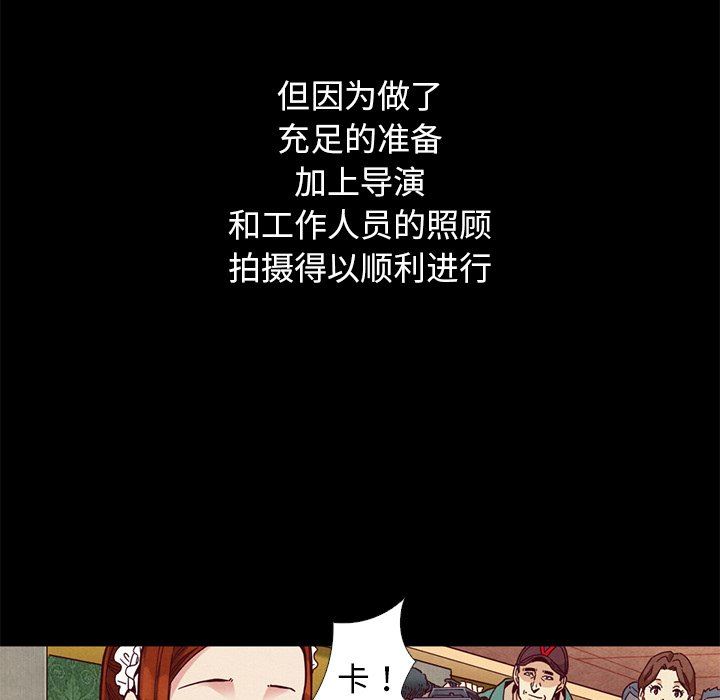 但因为做了
充足的准备
加上导演
和工作人员的照顾
拍摄得以顺利进行
卡！